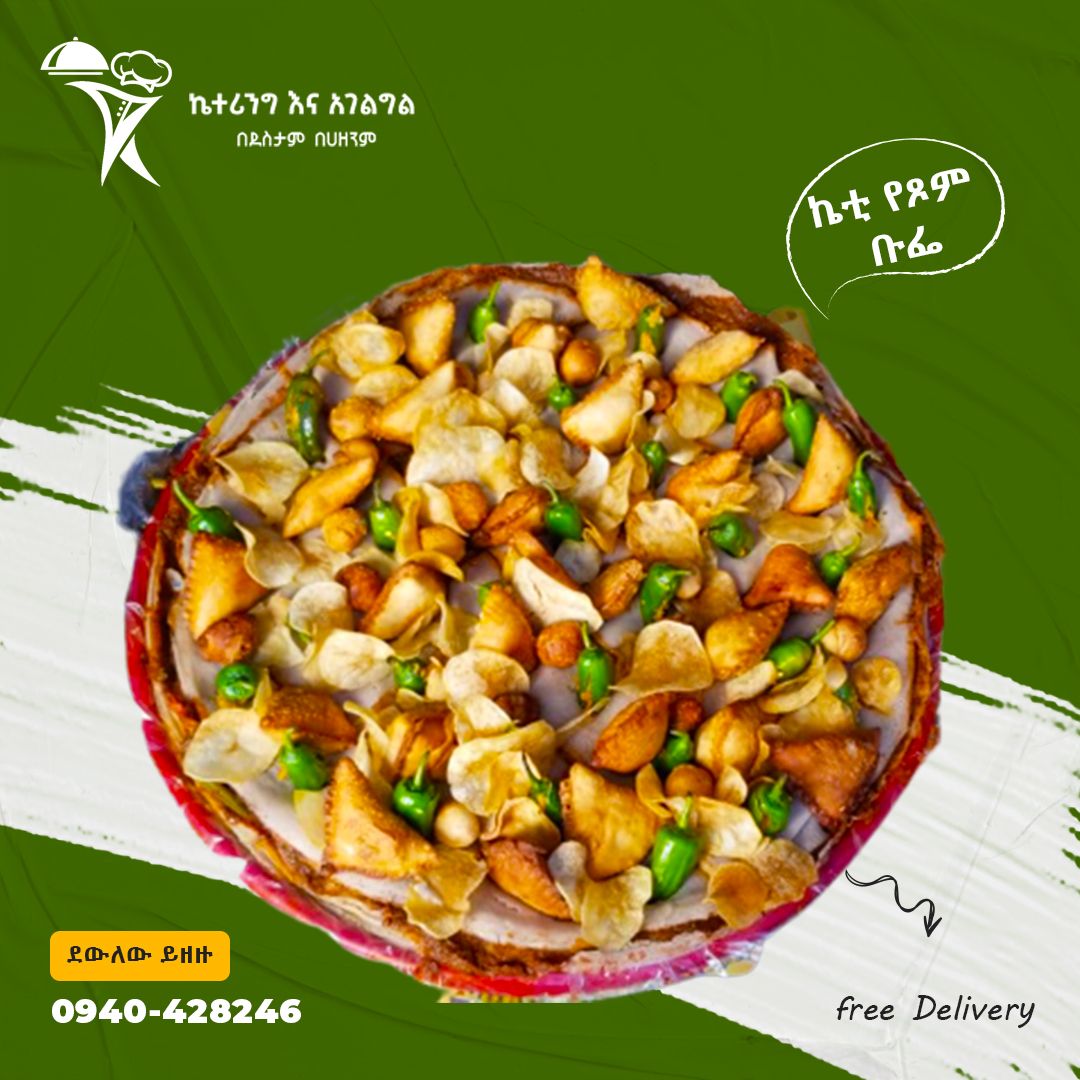 ኬተሪንግ እና አገልግል
በደስታም በሀዘንም
ኬቲ የጾም
ቡፌ
ደውለው ይዘዙ
0940-428246
free Delivery